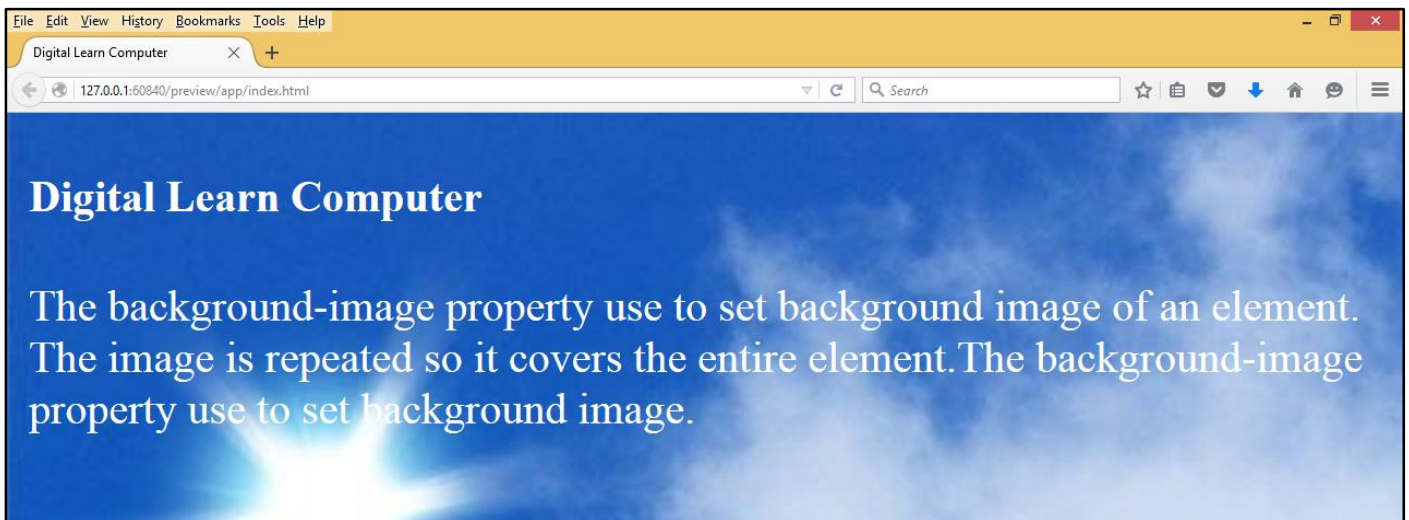 File Edit View History Bookmarks Tools Help
Digital Learn Computer
127.0.0.1:60840/preview/app/index.html
Search
Digital Learn Computer
The background-image property use to set background image of an element.
The image is repeated so it covers the entire element.The background-image
property use to set background image.